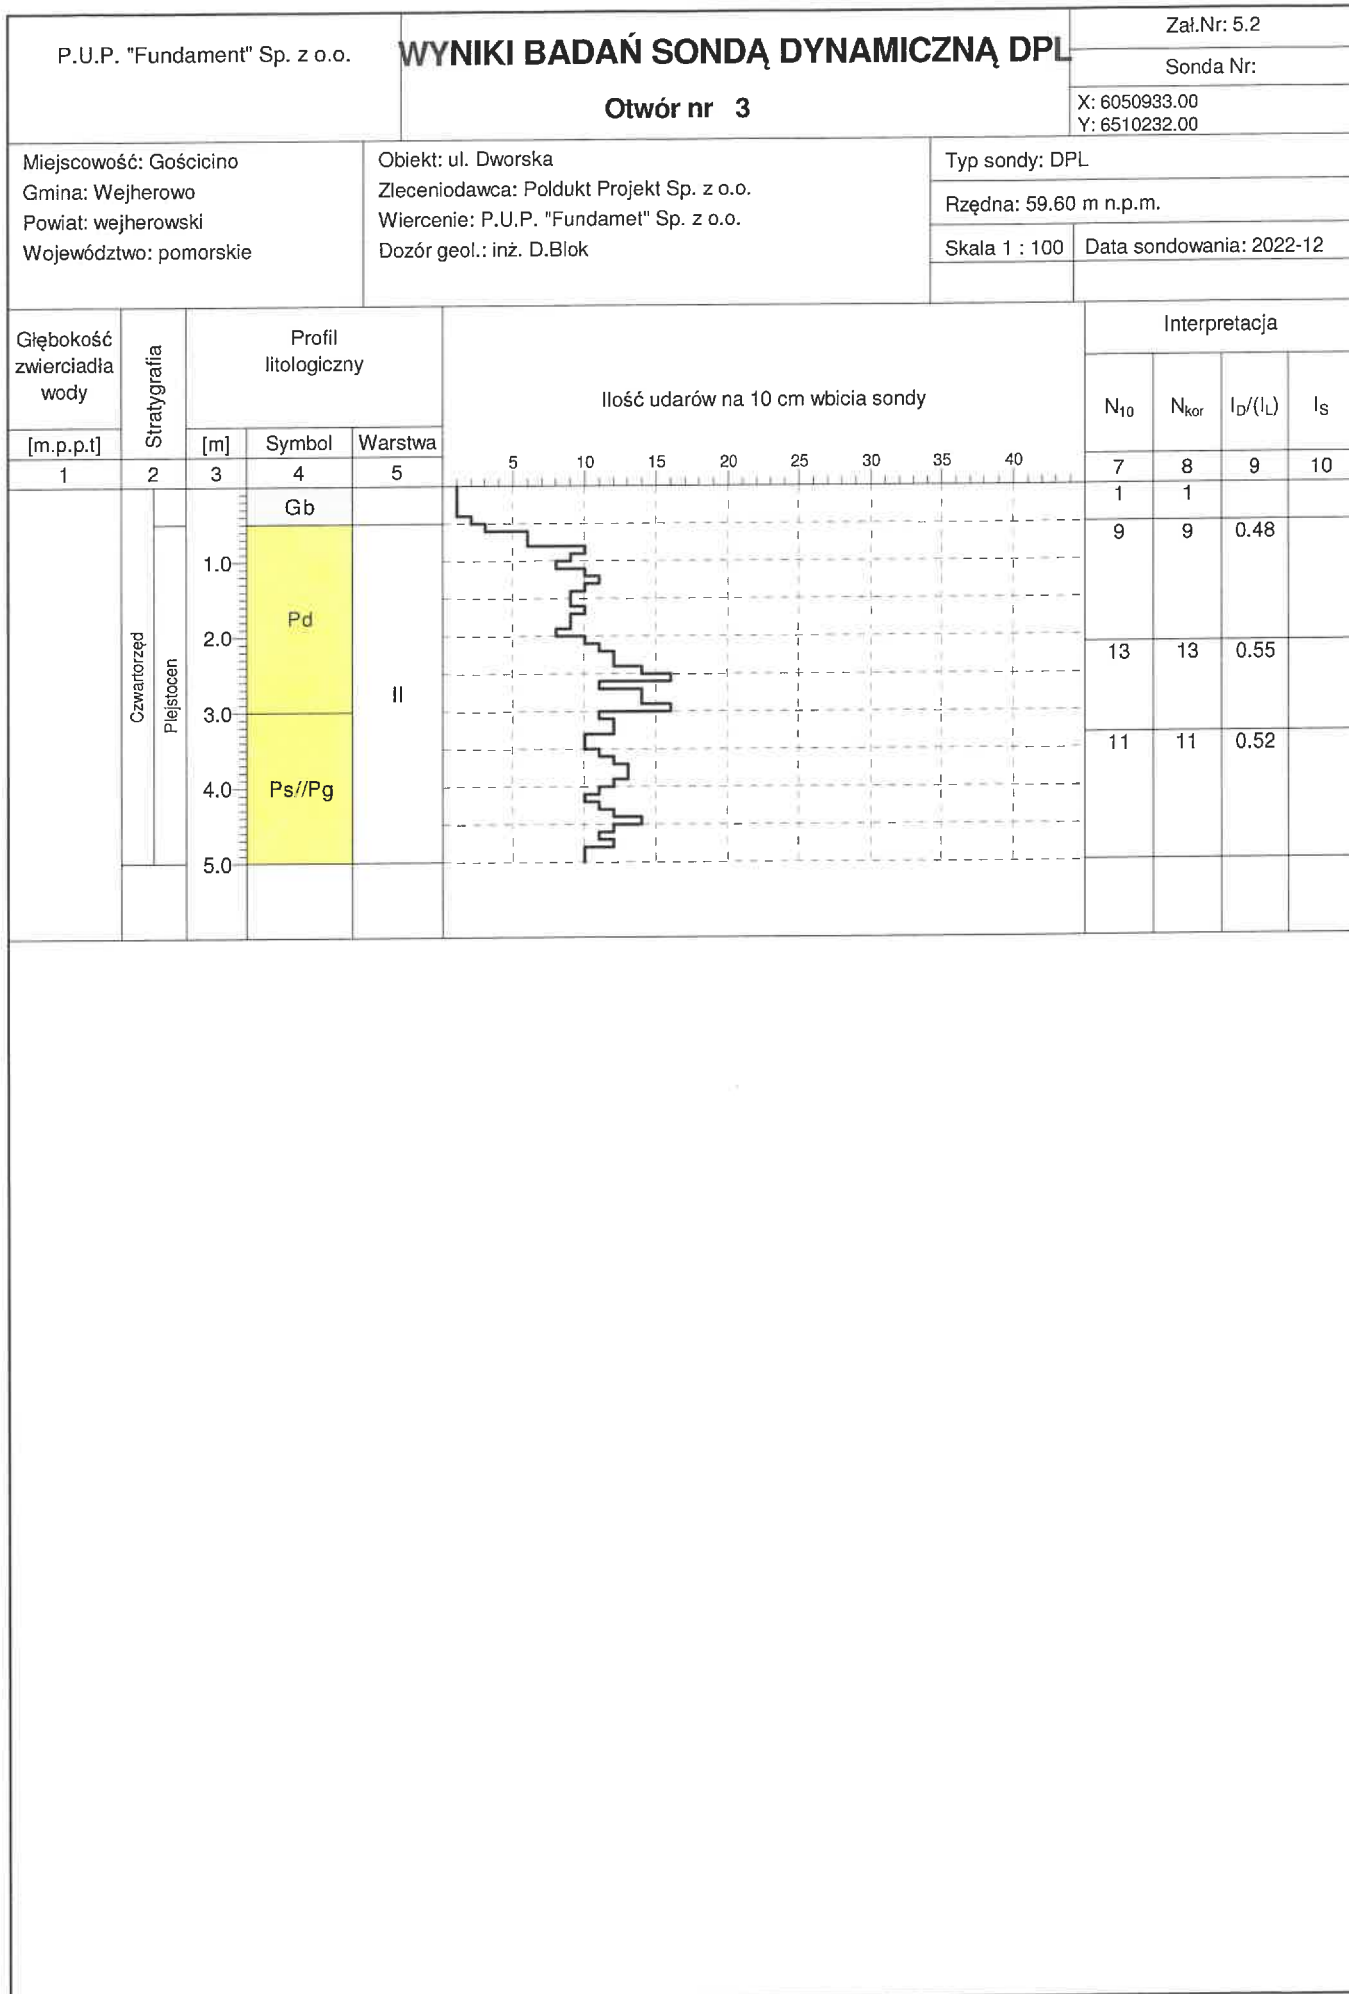 P.U.P. "Fundament" Sp. z o.o.
WYNIKI BADAŃ SONDĄ DYNAMICZNĄ DPL
Otwór nr 3
Zał.Nr: 5.2
Sonda Nr:
X: 6050933.00
Y: 6510232.00
Miejscowość: Gościcino
Gmina: Wejherowo
Powiat: wejherowski
Województwo: pomorskie
Obiekt: ul. Dworska
Zleceniodawca: Poldukt Projekt Sp. z o.o.
Wiercenie: P.U.P. "Fundamet" Sp. z o.o.
Dozór geol.: inż. D.Blok
Typ sondy: DPL
Rzędna: 59.60 m n.p.m.
Skala 1 : 100 Data sondowania: 2022-12
Głębokość
zwierciadła
wody
[m.p.p.t]
Stratygrafia
Profil
litologiczny
[m] Symbol Warstwa
Ilość udarów na 10 cm wbicia sondy
5 10 15 20 25 30 35 40
Interpretacja
N10 Nkor ID/(IL) IS
1 2 3 4 5 7 8 9 10
Czwartorzęd
Plejstocen
1.0
2.0
3.0
4.0
5.0
Gb
Pd
Ps//Pg
II
1 1
9 9 0.48
13 13 0.55
11 11 0.52